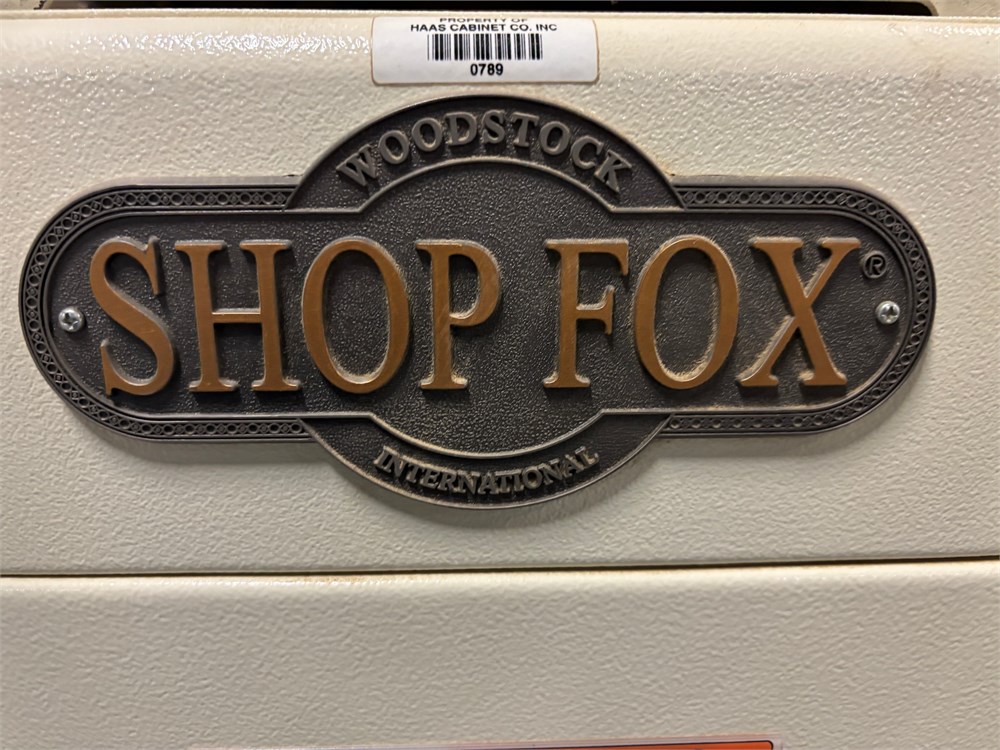 PROPERTY OF
HAAS CABINET CO. INC
0789
WOODSTOCK
SHOP FOX ®
INTERNATIONAL